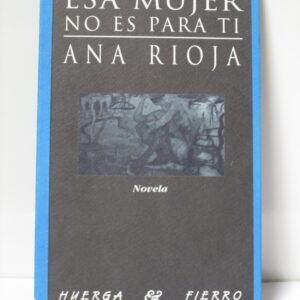 ESA MUJER
NO ES PARA TI
ANA RIOJA
Novela
HUERGA & FIERRO